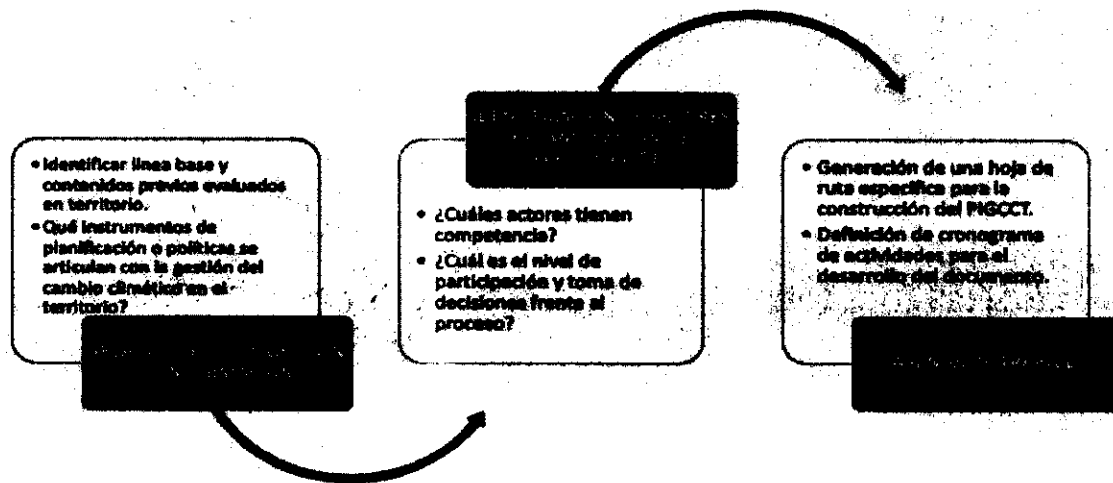 • Identificar línea base y
contenidos previos evaluados
en territorio.
• Qué instrumentos de
planificación o políticas se
articulan con la gestión del
cambio climático en el
territorio?
• ¿Cuáles actores tienen
competencia?
• ¿Cuál es el nivel de
participación y toma de
decisiones frente al
proceso?
• Generación de una hoja de
ruta específica para la
construcción del PIGCCT.
• Definición de cronograma
de actividades para el
desarrollo del documento.